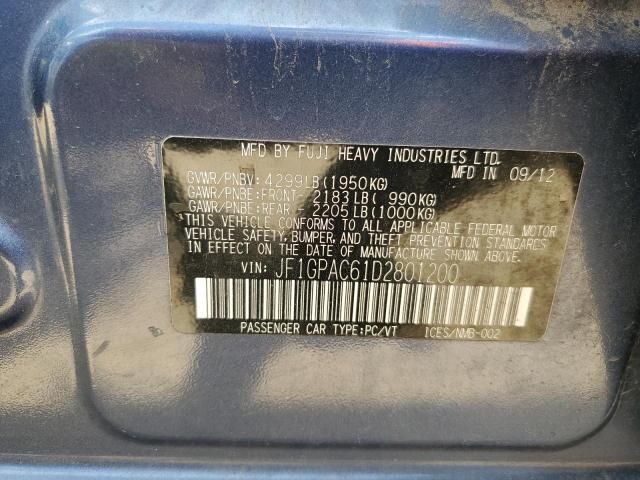 MFD BY FUJI HEAVY INDUSTRIES LTD.
MFD IN 09/12
GVWR/PNBV: 4299LB(1950KG)
GAWR/PNBE:FRONT, 2183LB( 990KG)
GAWR/PNBE:REAR , 2205LB(1000KG)
*THIS VEHICLE CONFORMS TO ALL APPLICABLE FEDERAL MOTOR
VEHICLE SAFETY, BUMPER, AND THEFT PREVENTION STANDARDS
IN EFFECT ON THE DATE OF MANUFACTURE SHOWN ABOVE.
VIN: JF1GPAC61D2801200
PASSENGER CAR TYPE:PC/VT ICES/NMB-002